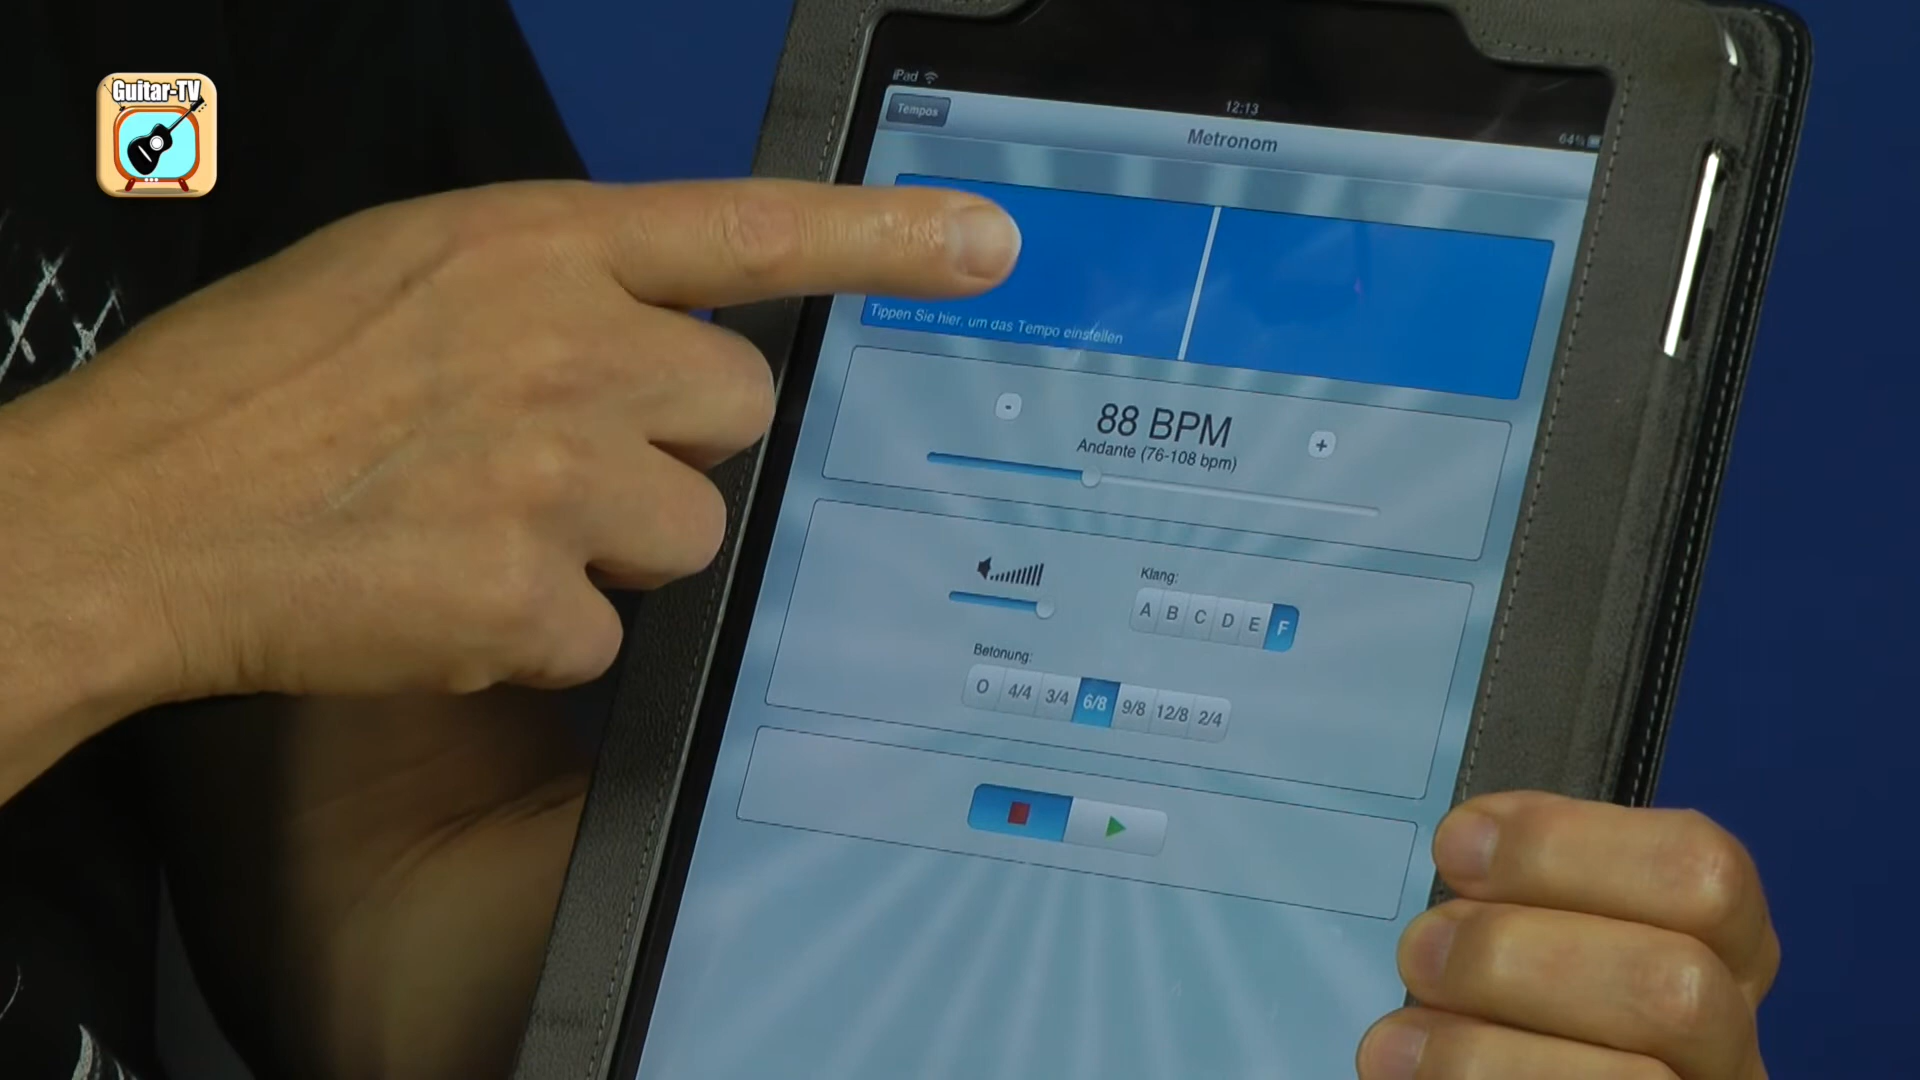 Guitar-TV
iPad
12:13
64%
Tempos
Metronom
Tippen Sie hier, um das Tempo einstellen
-
88 BPM
+
Andante (76-108 bpm)
Klang:
A B C D E F
Betonung:
O 4/4 3/4 6/8 9/8 12/8 2/4